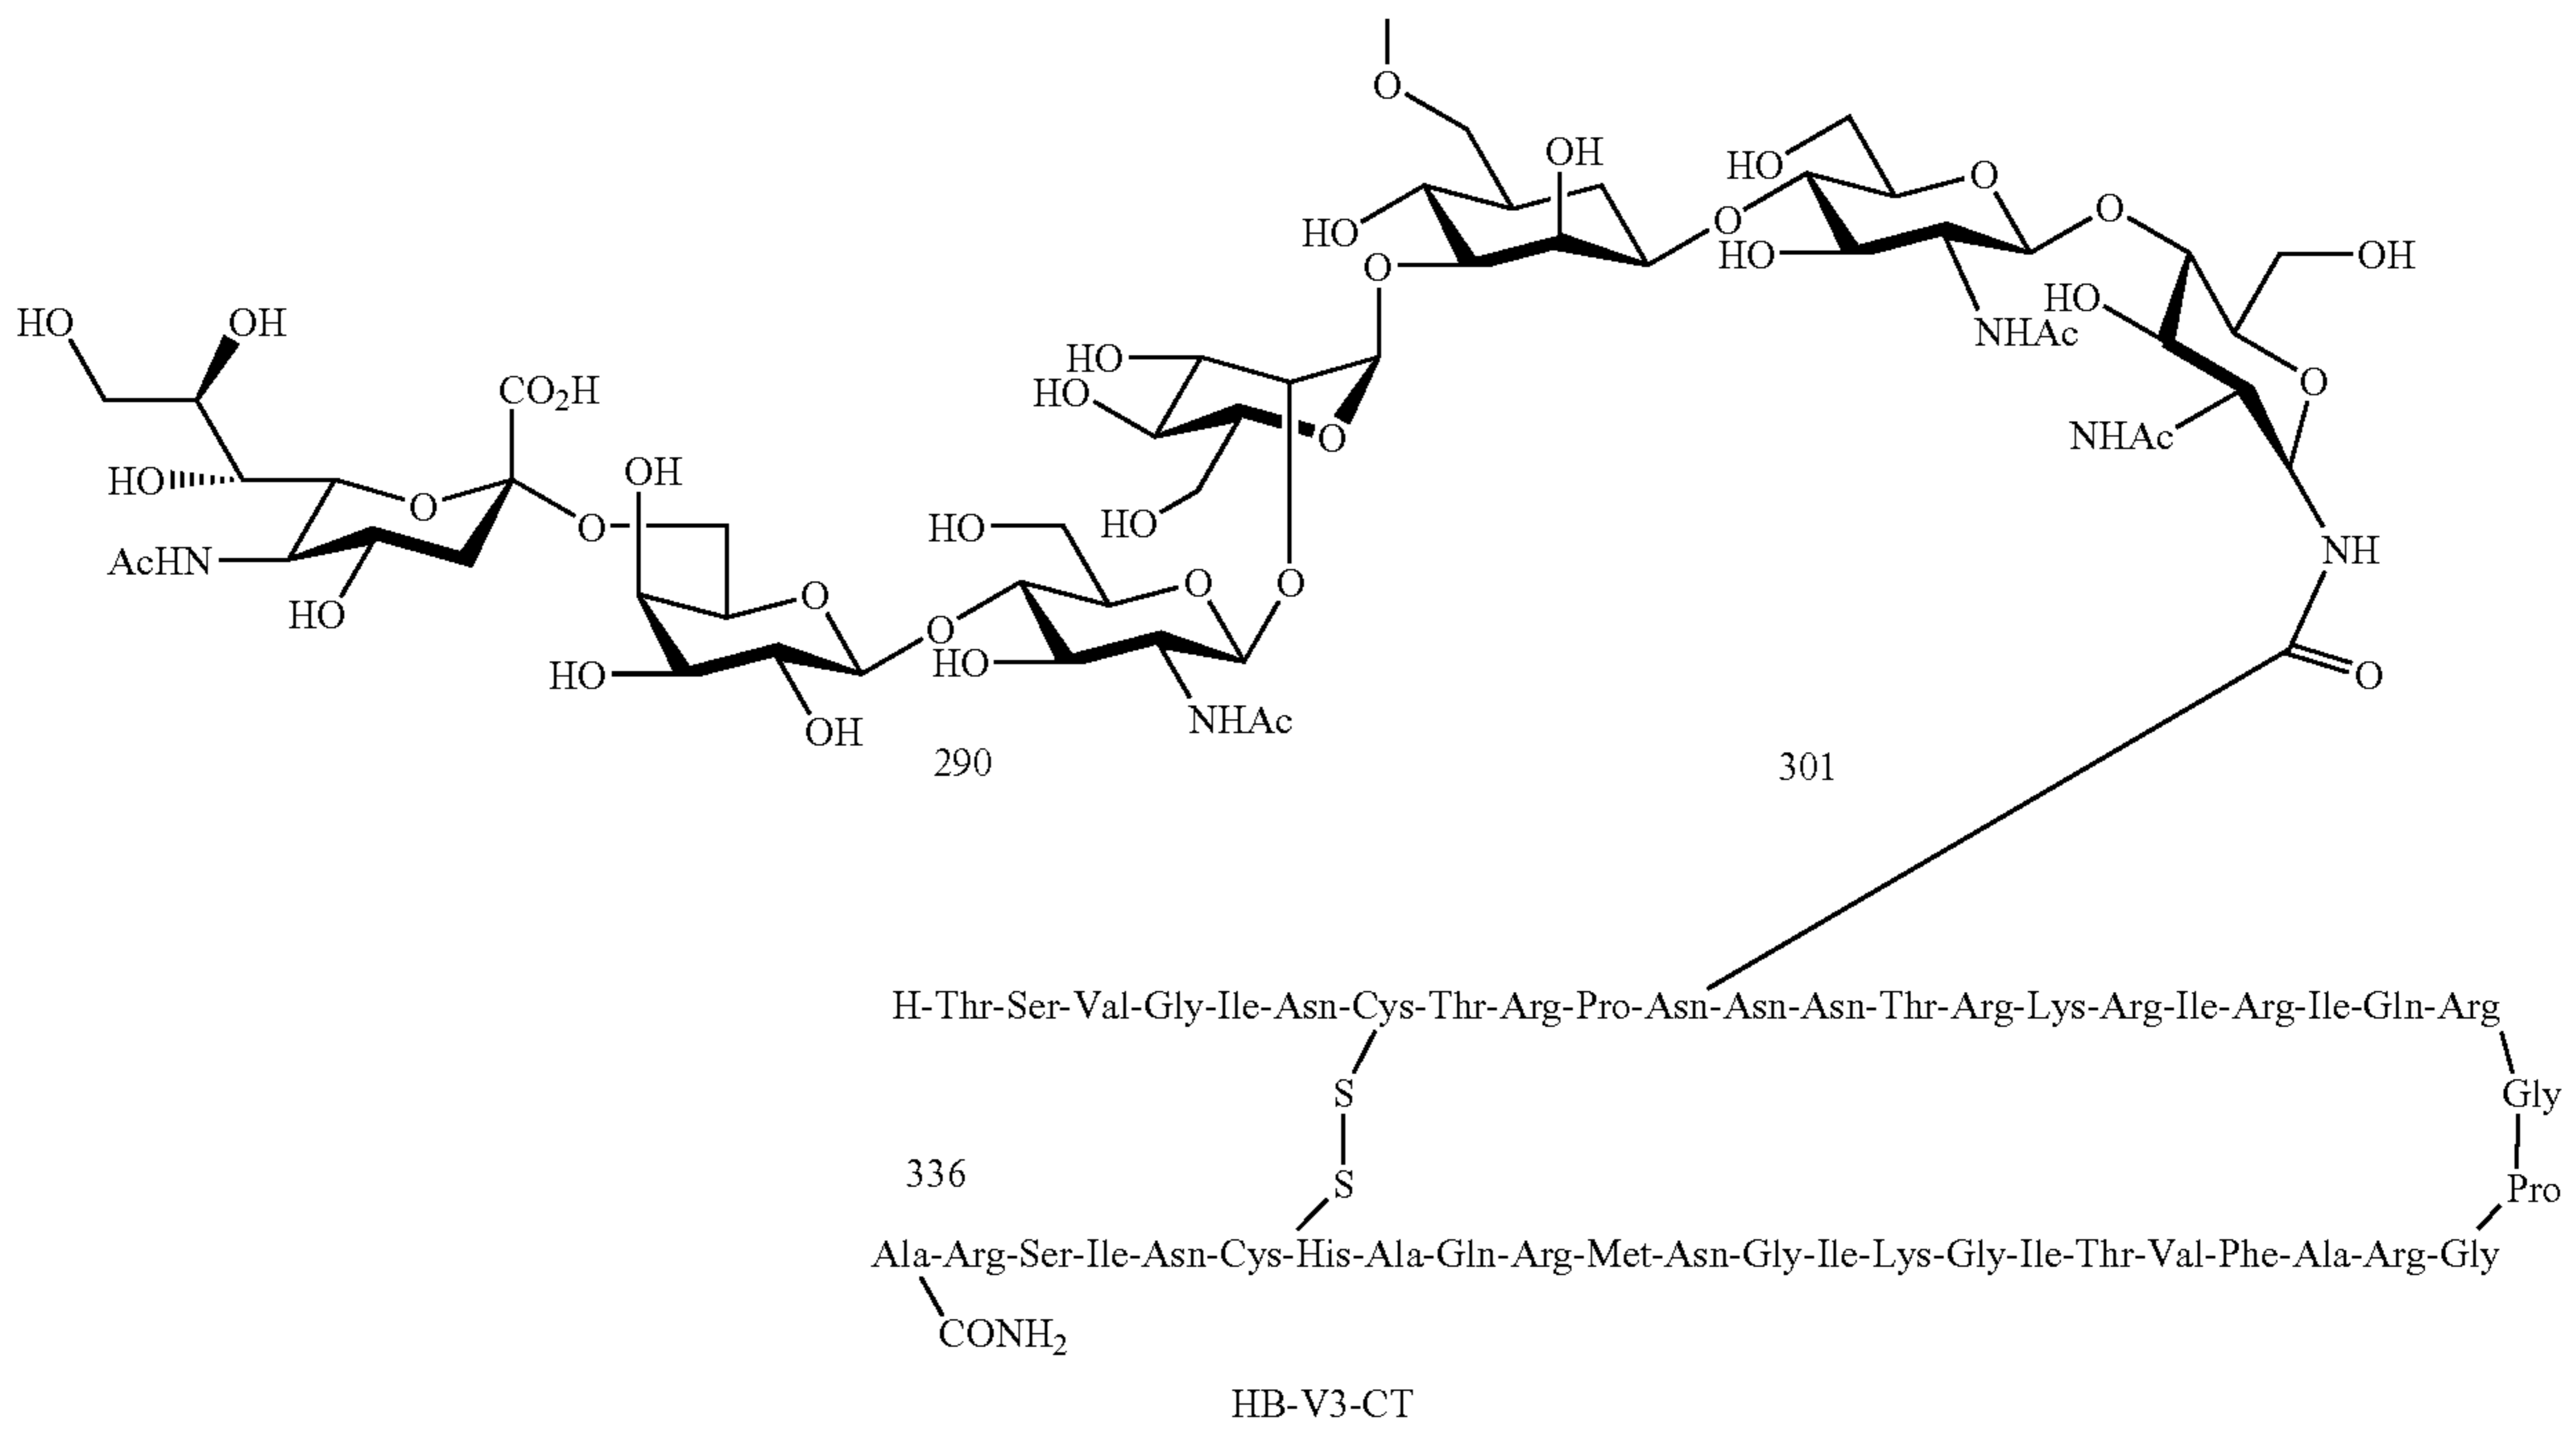 O
OH
HO
O
HO
O
OH
HO
O
O
HO
OH
HO
NHAc
HO
OH
HO
HO
O
CO2H
O
NHAc
OH
HO
O
O
HO
HO
NH
AcHN
O
O
HO
O
HO
HO
O
HO
OH
NHAc
290
301
H-Thr-Ser-Val-Gly-Ile-Asn-Cys-Thr-Arg-Pro-Asn-Asn-Asn-Thr-Arg-Lys-Arg-Ile-Arg-Ile-Gln-Arg
S
Gly
336
S
Pro
Ala-Arg-Ser-Ile-Asn-Cys-His-Ala-Gln-Arg-Met-Asn-Gly-Ile-Lys-Gly-Ile-Thr-Val-Phe-Ala-Arg-Gly
CONH2
HB-V3-CT